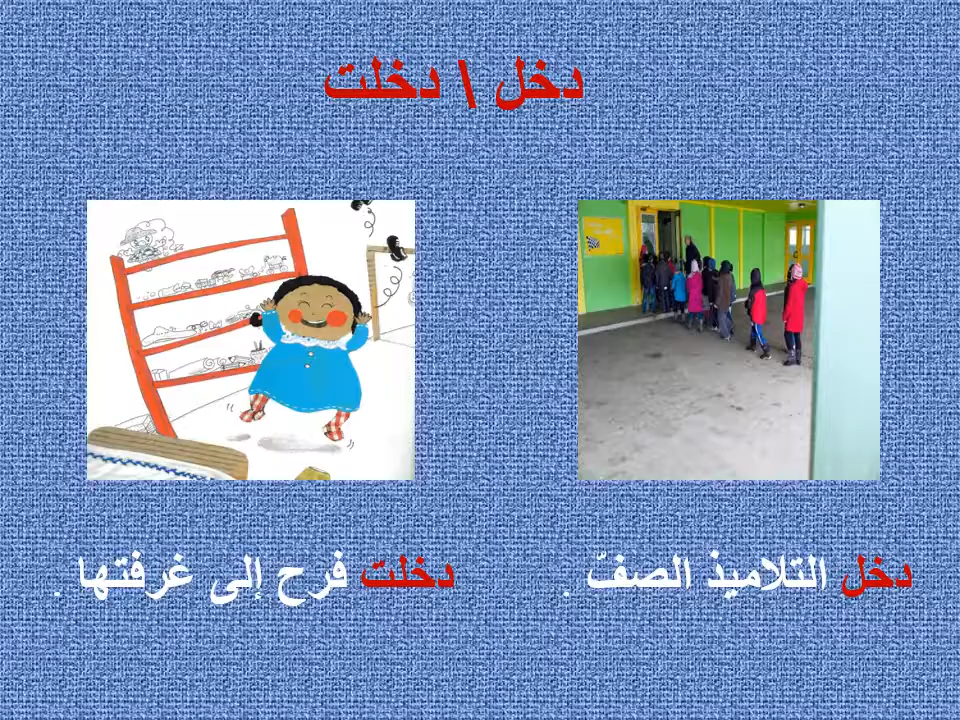 دخل \ دخلت
دخل التلاميذ الصفّ .
دخلت فرح إلى غرفتها .